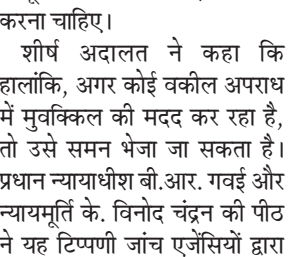 करना चाहिए।
शीर्ष अदालत ने कहा कि
हालांकि, अगर कोई वकील अपराध
में मुवक्किल की मदद कर रहा है,
तो उसे समन भेजा जा सकता है।
प्रधान न्यायाधीश बी.आर. गवई और
न्यायमूर्ति के. विनोद चंद्रन की पीठ
ने यह टिप्पणी जांच एजेंसियों द्वारा